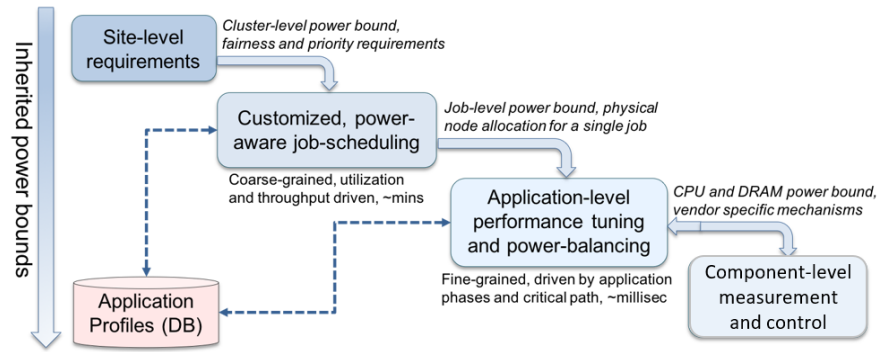 Inherited power bounds
Site-level
requirements
Cluster-level power bound,
fairness and priority requirements
Customized, power-
aware job-scheduling
Job-level power bound, physical
node allocation for a single job
Coarse-grained, utilization
and throughput driven, ~mins
Application-level
performance tuning
and power-balancing
CPU and DRAM power bound,
vendor specific mechanisms
Fine-grained, driven by application
phases and critical path, ~millisec
Component-level
measurement
and control
Application
Profiles (DB)